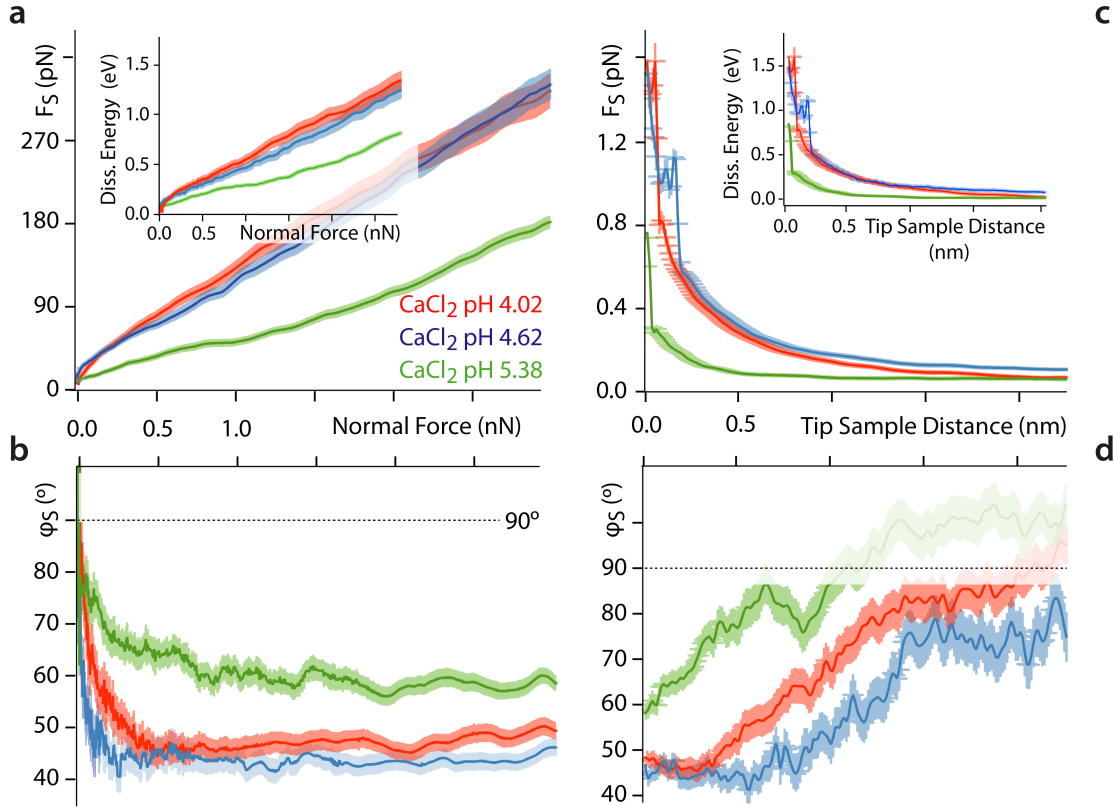 a
F_S (pN)
270
180
90
0
0.0
0.5
1.0
Normal Force (nN)
Diss. Energy (eV)
1.5
1.0
0.5
0.0
0.0
0.5
Normal Force (nN)
CaCl2 pH 4.02
CaCl2 pH 4.62
CaCl2 pH 5.38
c
F_S (pN)
1.2
0.8
0.4
0.0
0.0
0.5
Tip Sample Distance (nm)
Diss. Energy (eV)
1.5
1.0
0.5
0.0
0.0
0.5
Tip Sample Distance
(nm)
b
φS (º)
90º
80
70
60
50
40
d
φS (º)
90
80
70
60
50
40